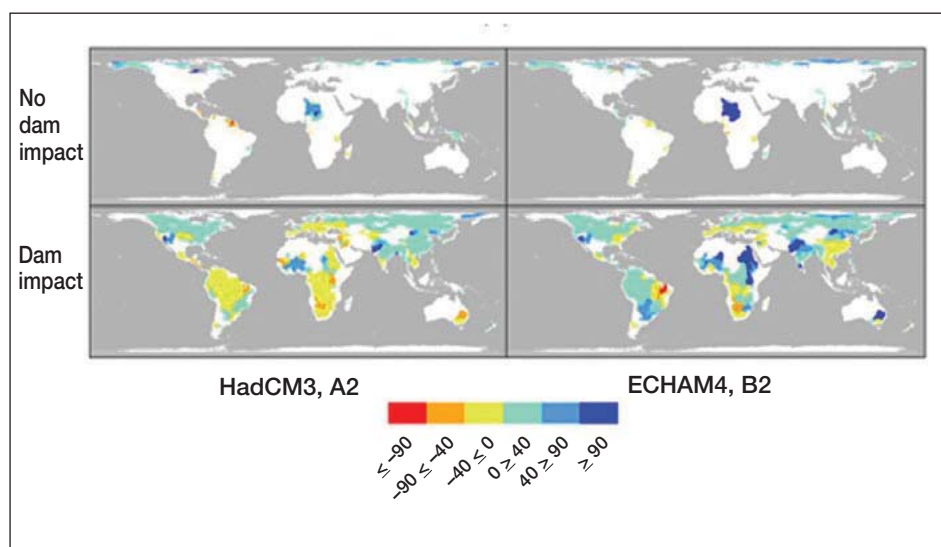 No
dam
impact
Dam
impact
HadCM3, A2
ECHAM4, B2
≤ –90
–90 ≤ –40
–40 ≤ 0
0 ≥ 40
40 ≥ 90
≥ 90